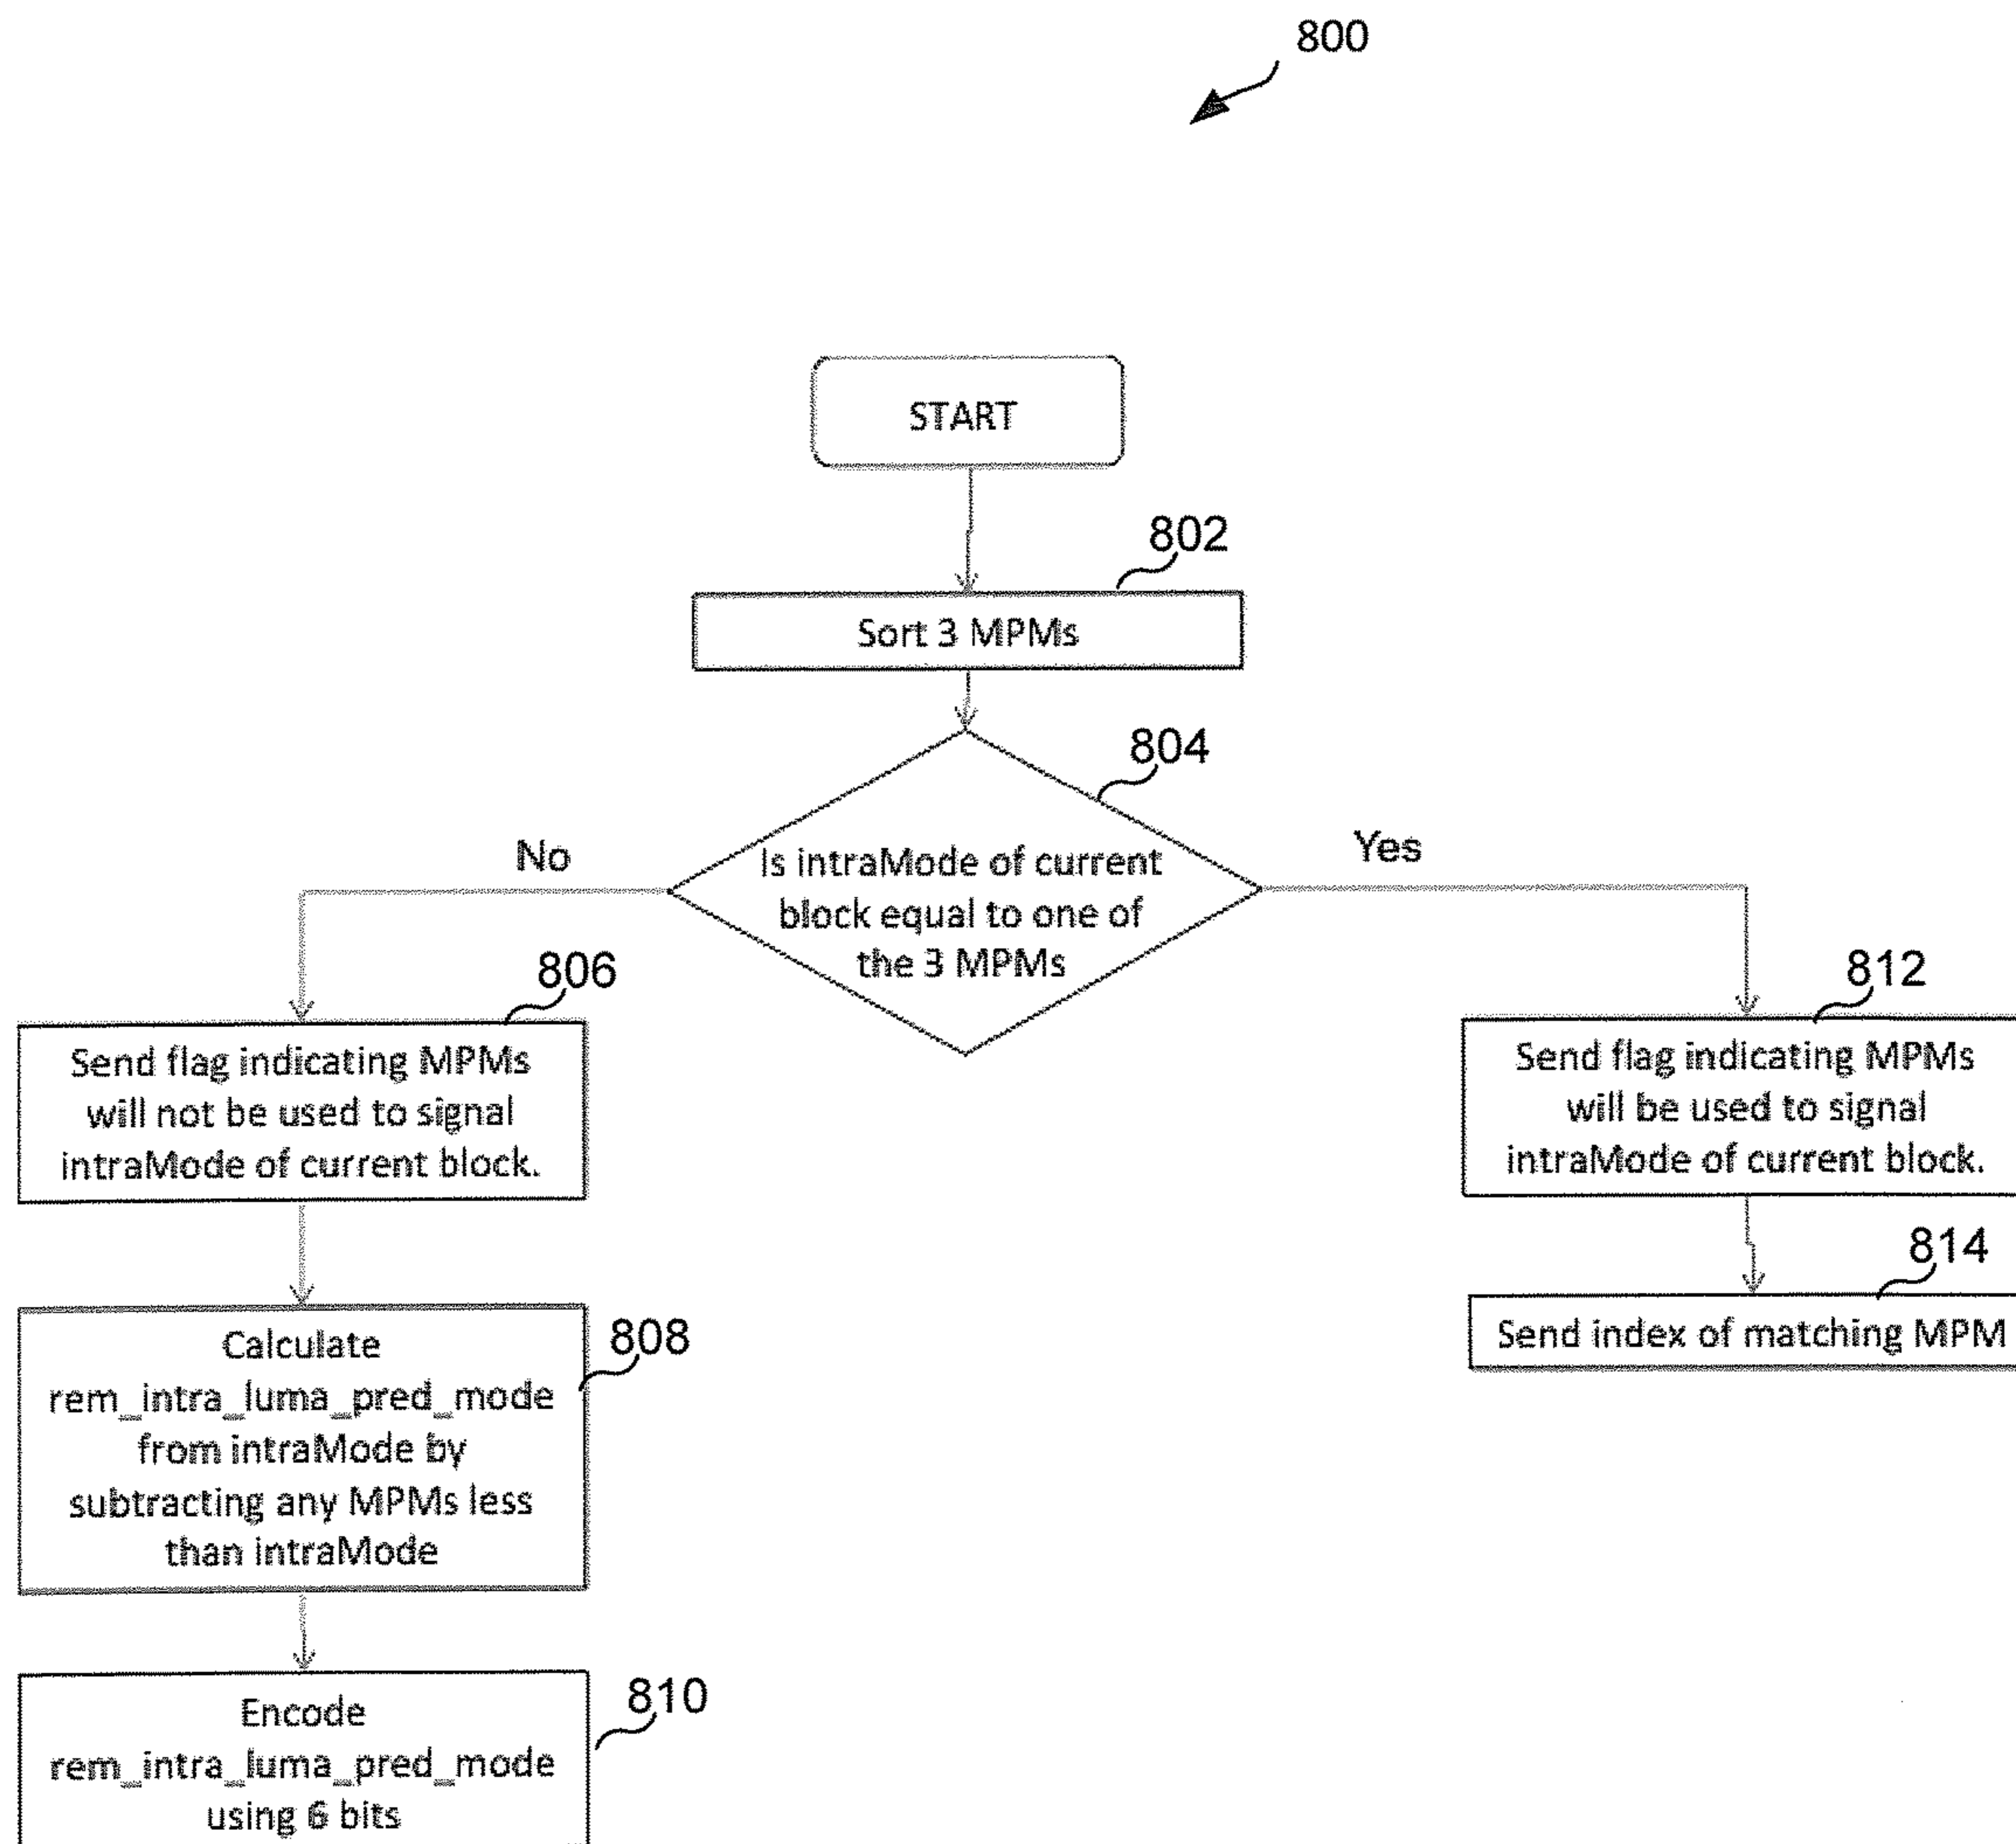 800
START
802
Sort 3 MPMs
804
Is intraMode of current
block equal to one of
the 3 MPMs
No
Yes
806
Send flag indicating MPMs
will not be used to signal
intraMode of current block.
808
Calculate
rem_intra_luma_pred_mode
from intraMode by
subtracting any MPMs less
than intraMode
810
Encode
rem_intra_luma_pred_mode
using 6 bits
812
Send flag indicating MPMs
will be used to signal
intraMode of current block.
814
Send index of matching MPM